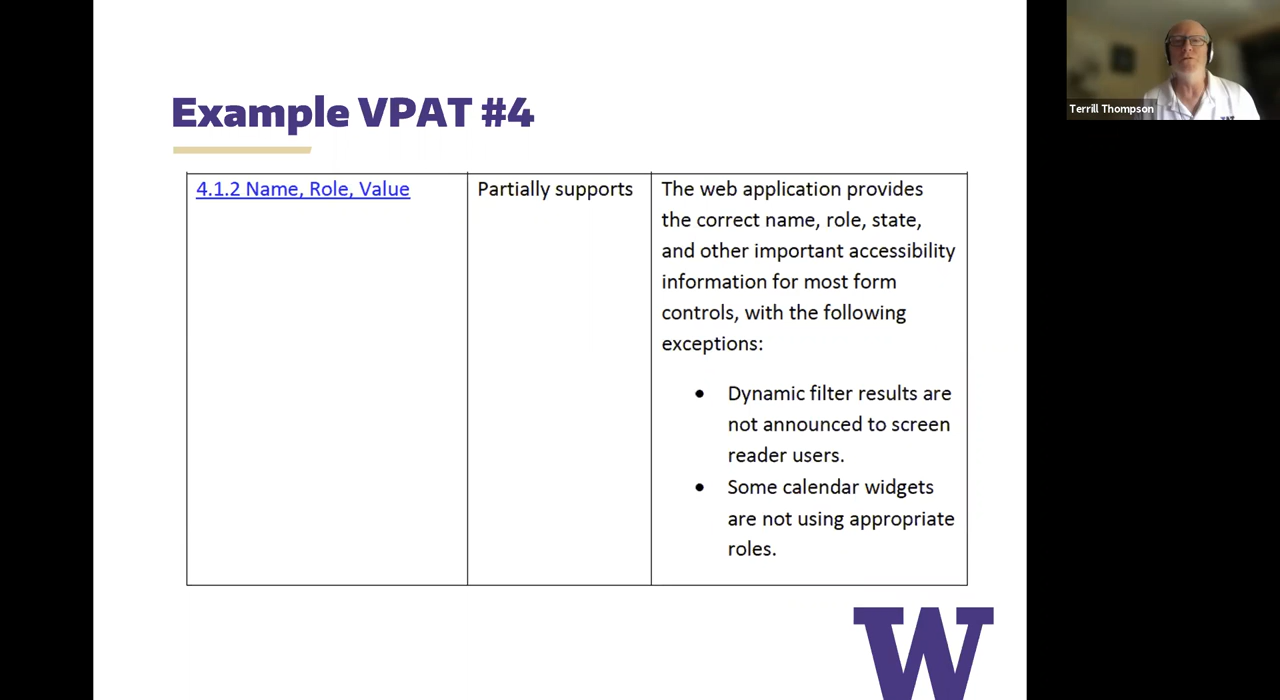 Example VPAT #4
4.1.2 Name, Role, Value
Partially supports
The web application provides
the correct name, role, state,
and other important accessibility
information for most form
controls, with the following
exceptions:
• Dynamic filter results are
not announced to screen
reader users.
• Some calendar widgets
are not using appropriate
roles.
W
Terrill Thompson